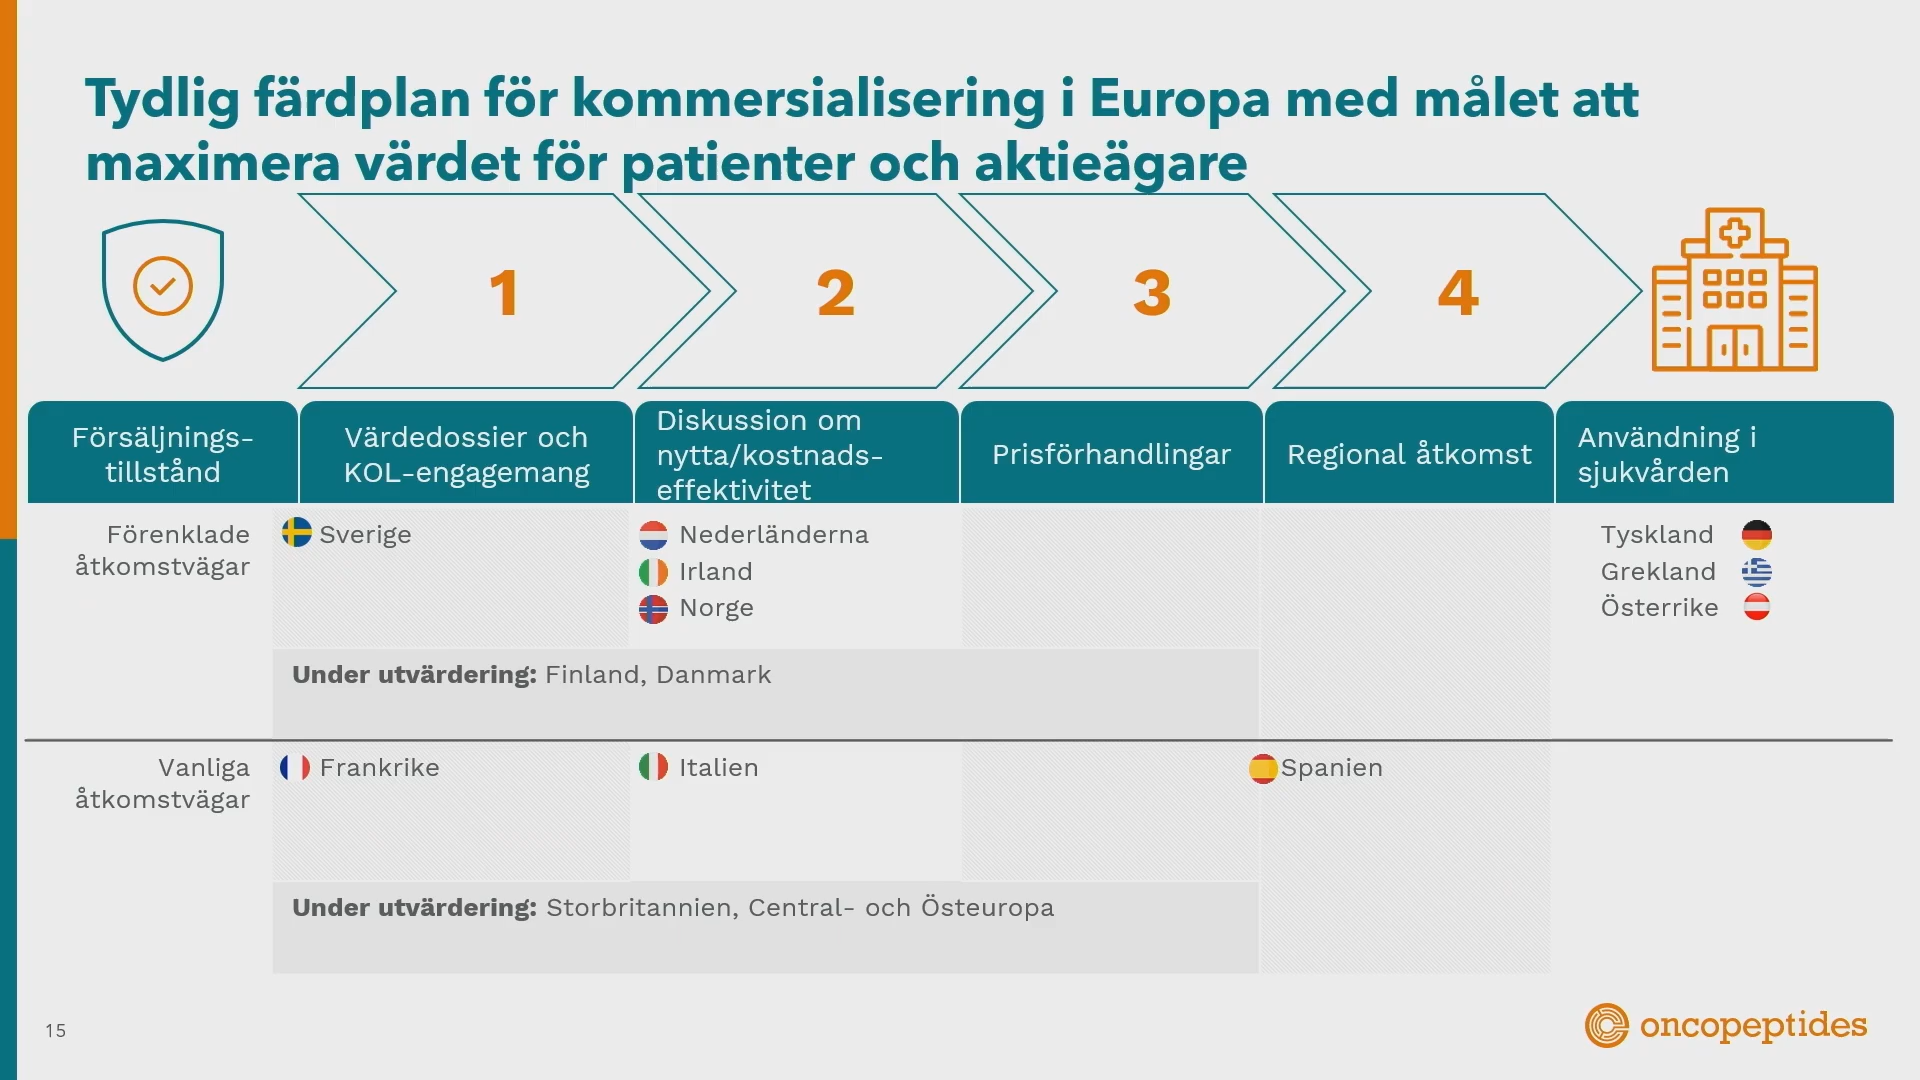 Tydlig färdplan för kommersialisering i Europa med målet att
maximera värdet för patienter och aktieägare
1
2
3
4
Försäljnings-
tillstånd
Värdedossier och
KOL-engagemang
Diskussion om
nytta/kostnads-
effektivitet
Prisförhandlingar
Regional åtkomst
Användning i
sjukvården
Förenklade
åtkomstvägar
Sverige
Nederländerna
Irland
Norge
Tyskland
Grekland
Österrike
Under utvärdering: Finland, Danmark
Vanliga
åtkomstvägar
Frankrike
Italien
Spanien
Under utvärdering: Storbritannien, Central- och Östeuropa
15
oncopeptides